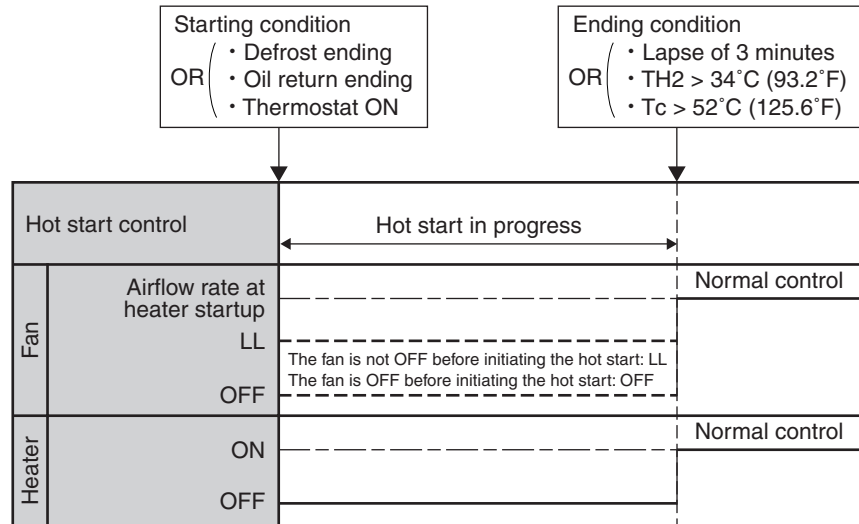 Starting condition
OR
・Defrost ending
・Oil return ending
・Thermostat ON
Ending condition
OR
・Lapse of 3 minutes
・TH2 > 34˚C (93.2˚F)
・Tc > 52˚C (125.6˚F)
Hot start control
Hot start in progress
Fan
Airflow rate at
heater startup
Normal control
LL
The fan is not OFF before initiating the hot start: LL
The fan is OFF before initiating the hot start: OFF
OFF
Heater
Normal control
ON
OFF